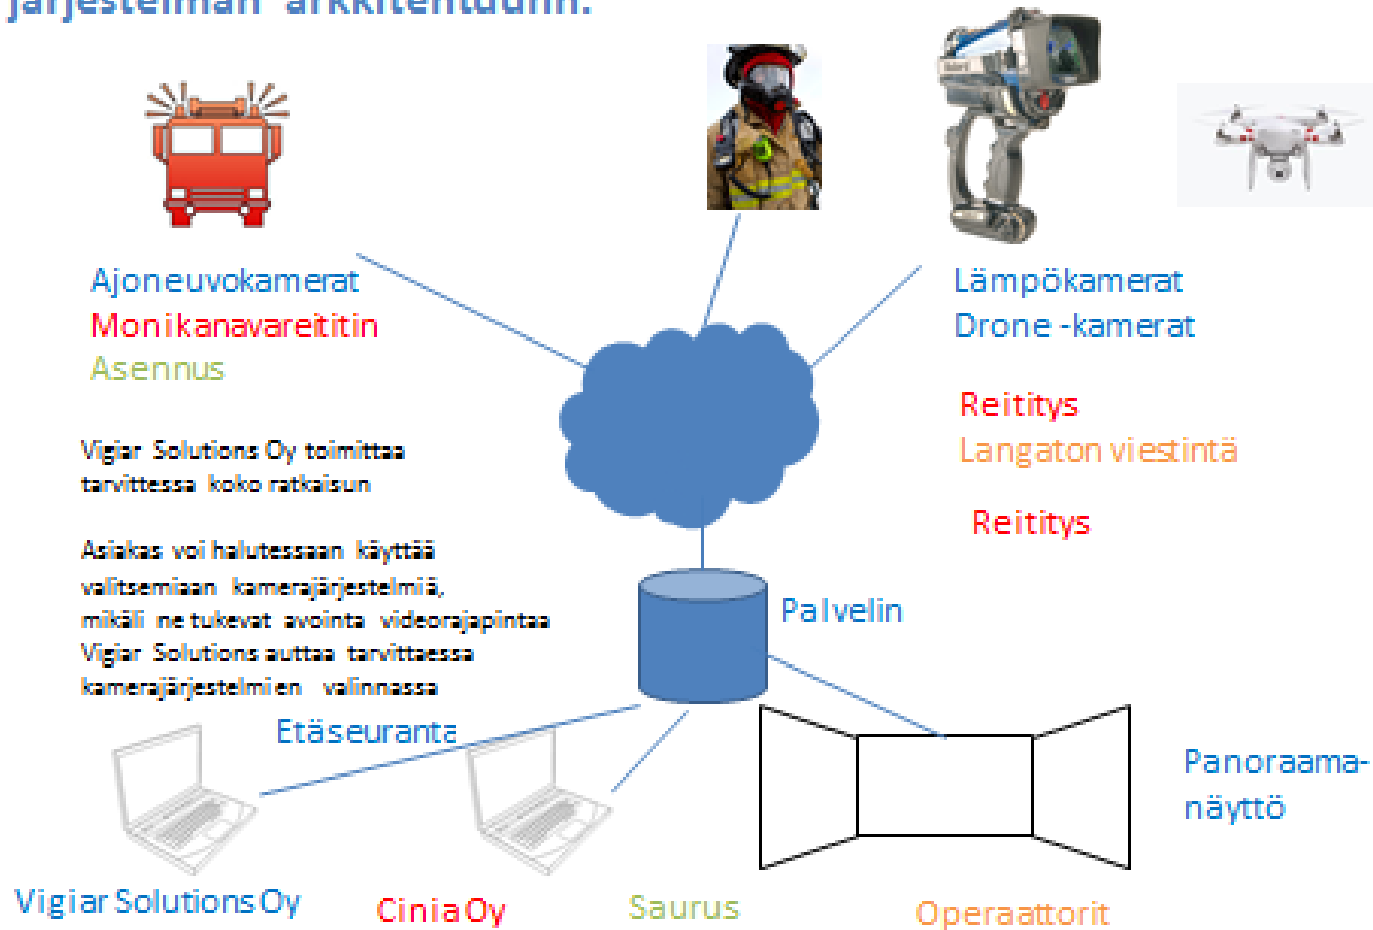 järjestelmän arkkitehtuurin.
Ajoneuvokamerat
Monikanavareititin
Asennus
Lämpökamerat
Drone -kamerat
Reititys
Langaton viestintä
Reititys
Vigiar Solutions Oy toimittaa
tarvittessa koko ratkaisun
Asiakas voi halutessaan käyttää
valitsemiaan kamerajärjestelmiä,
mikäli ne tukevat avointa videorajapintaa
Vigiar Solutions auttaa tarvittaessa
kamerajärjestelmien valinnassa
Palvelin
Etäseuranta
Panoraama-
näyttö
Vigiar Solutions Oy
Cinia Oy
Saurus
Operaattorit